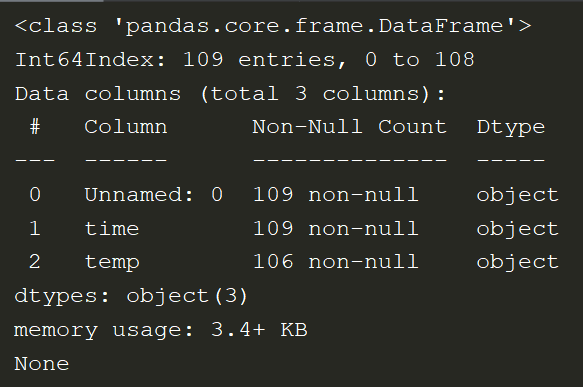 <class 'pandas.core.frame.DataFrame'>
Int64Index: 109 entries, 0 to 108
Data columns (total 3 columns):
 #   Column      Non-Null Count  Dtype
---  ------      --------------  -----
 0   Unnamed: 0  109 non-null    object
 1   time        109 non-null    object
 2   temp        106 non-null    object
dtypes: object(3)
memory usage: 3.4+ KB
None